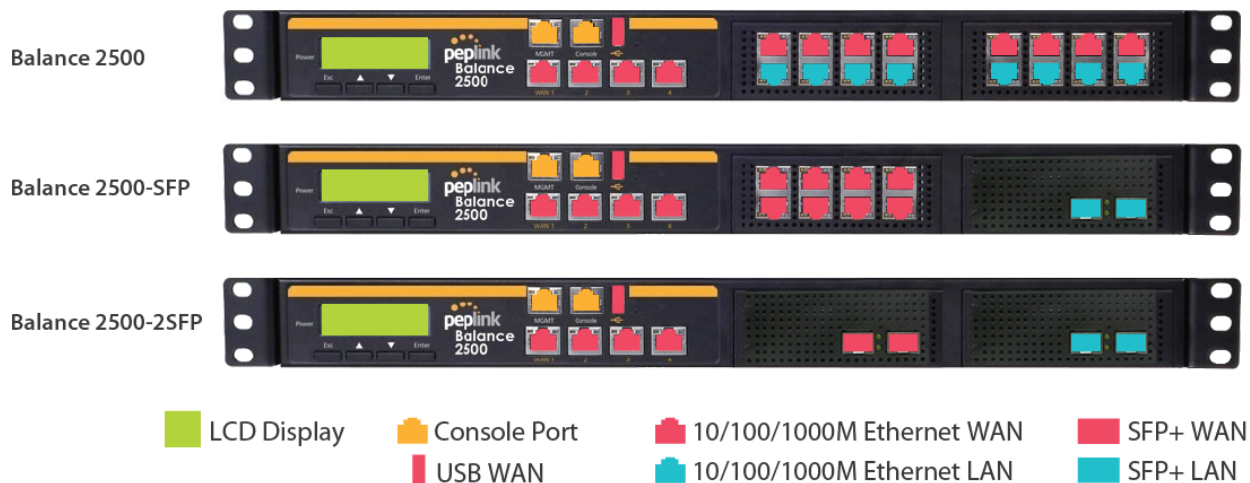 Balance 2500
Power
Esc
Enter
peplink
Balance
2500
MGMT
Console
WAN 1
2
3
4
Balance 2500-SFP
Power
Esc
Enter
peplink
Balance
2500
MGMT
Console
WAN 1
2
3
4
Balance 2500-2SFP
Power
Esc
Enter
peplink
Balance
2500
MGMT
Console
WAN 1
2
3
4
LCD Display
Console Port
10/100/1000M Ethernet WAN
SFP+ WAN
USB WAN
10/100/1000M Ethernet LAN
SFP+ LAN